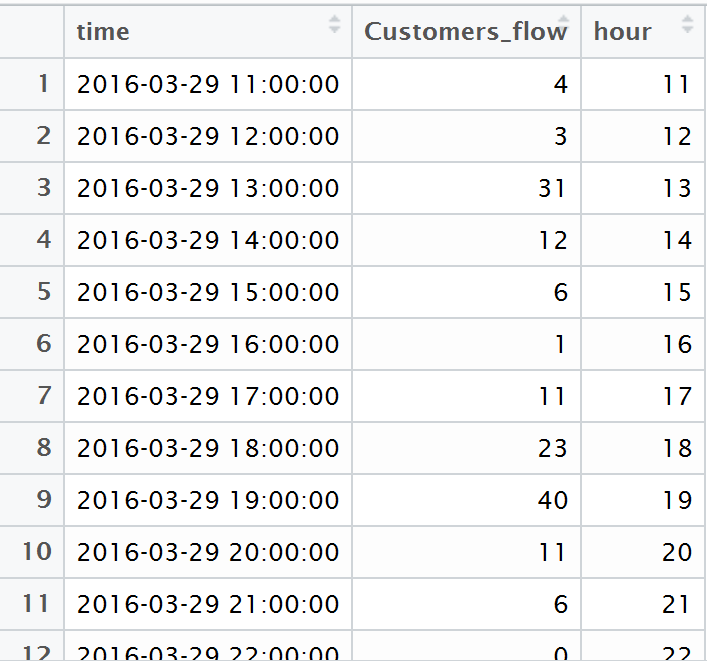 time Customers_flow hour
1 2016-03-29 11:00:00 4 11
2 2016-03-29 12:00:00 3 12
3 2016-03-29 13:00:00 31 13
4 2016-03-29 14:00:00 12 14
5 2016-03-29 15:00:00 6 15
6 2016-03-29 16:00:00 1 16
7 2016-03-29 17:00:00 11 17
8 2016-03-29 18:00:00 23 18
9 2016-03-29 19:00:00 40 19
10 2016-03-29 20:00:00 11 20
11 2016-03-29 21:00:00 6 21
12 2016-03-29 22:00:00 0 22